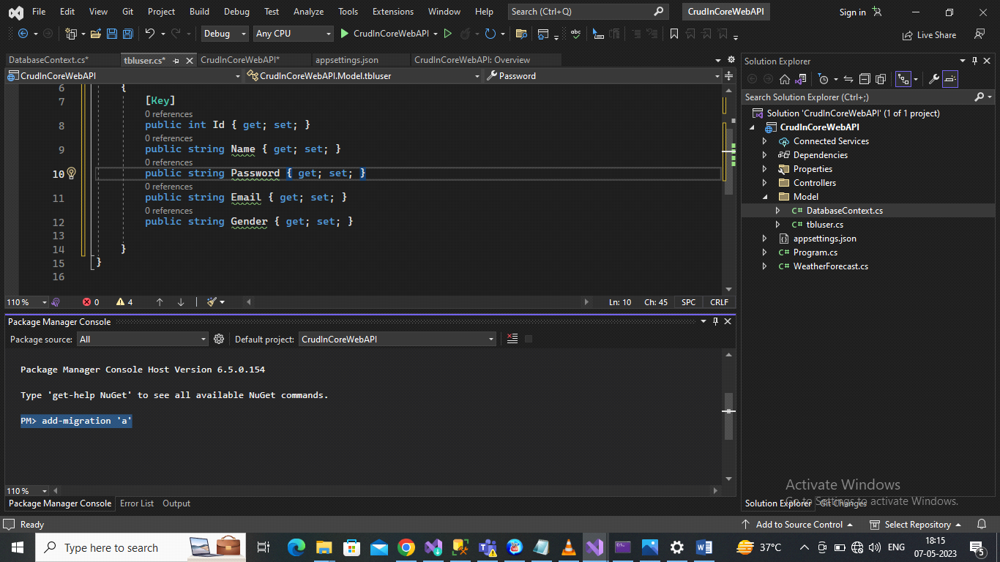 File Edit View Git Project Build Debug Test Analyze Tools Extensions Window Help Search (Ctrl+Q) CrudInCoreWebAPI Sign in
Debug Any CPU CrudInCoreWebAPI Live Share
DatabaseContext.cs* tbluser.cs* CrudInCoreWebAPI* appsettings.json CrudInCoreWebAPI: Overview
CrudInCoreWebAPI CrudInCoreWebAPI.Model.tbluser Password
6 {
7 [Key]
0 references
8 public int Id { get; set; }
0 references
9 public string Name { get; set; }
0 references
10 public string Password { get; set; }
0 references
11 public string Email { get; set; }
0 references
12 public string Gender { get; set; }
13
14 }
15 }
16
110 % 0 4 Ln: 10 Ch: 45 SPC CRLF
Package Manager Console
Package source: All Default project: CrudInCoreWebAPI
Package Manager Console Host Version 6.5.0.154
Type 'get-help NuGet' to see all available NuGet commands.
PM> add-migration 'a'
110 %
Package Manager Console Error List Output
Solution Explorer
Search Solution Explorer (Ctrl+;)
Solution 'CrudInCoreWebAPI' (1 of 1 project)
CrudInCoreWebAPI
Connected Services
Dependencies
Properties
Controllers
Model
C# DatabaseContext.cs
C# tbluser.cs
appsettings.json
C# Program.cs
C# WeatherForecast.cs
Activate Windows
Go to Settings to activate Windows.
Solution Explorer Git Changes
Ready Add to Source Control Select Repository
Type here to search 37°C ENG 18:15
07-05-2023 5